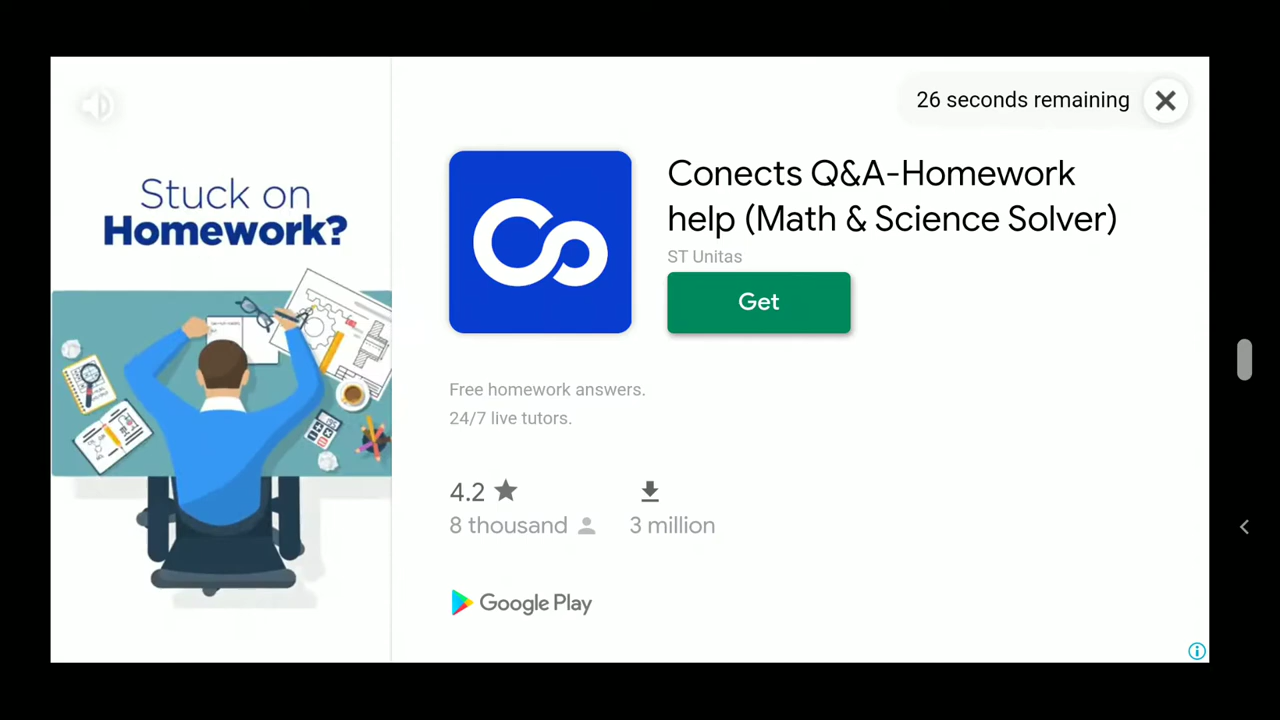 26 seconds remaining
Stuck on
Homework?
Conects Q&A-Homework
help (Math & Science Solver)
ST Unitas
Get
Free homework answers.
24/7 live tutors.
4.2
8 thousand
3 million
Google Play